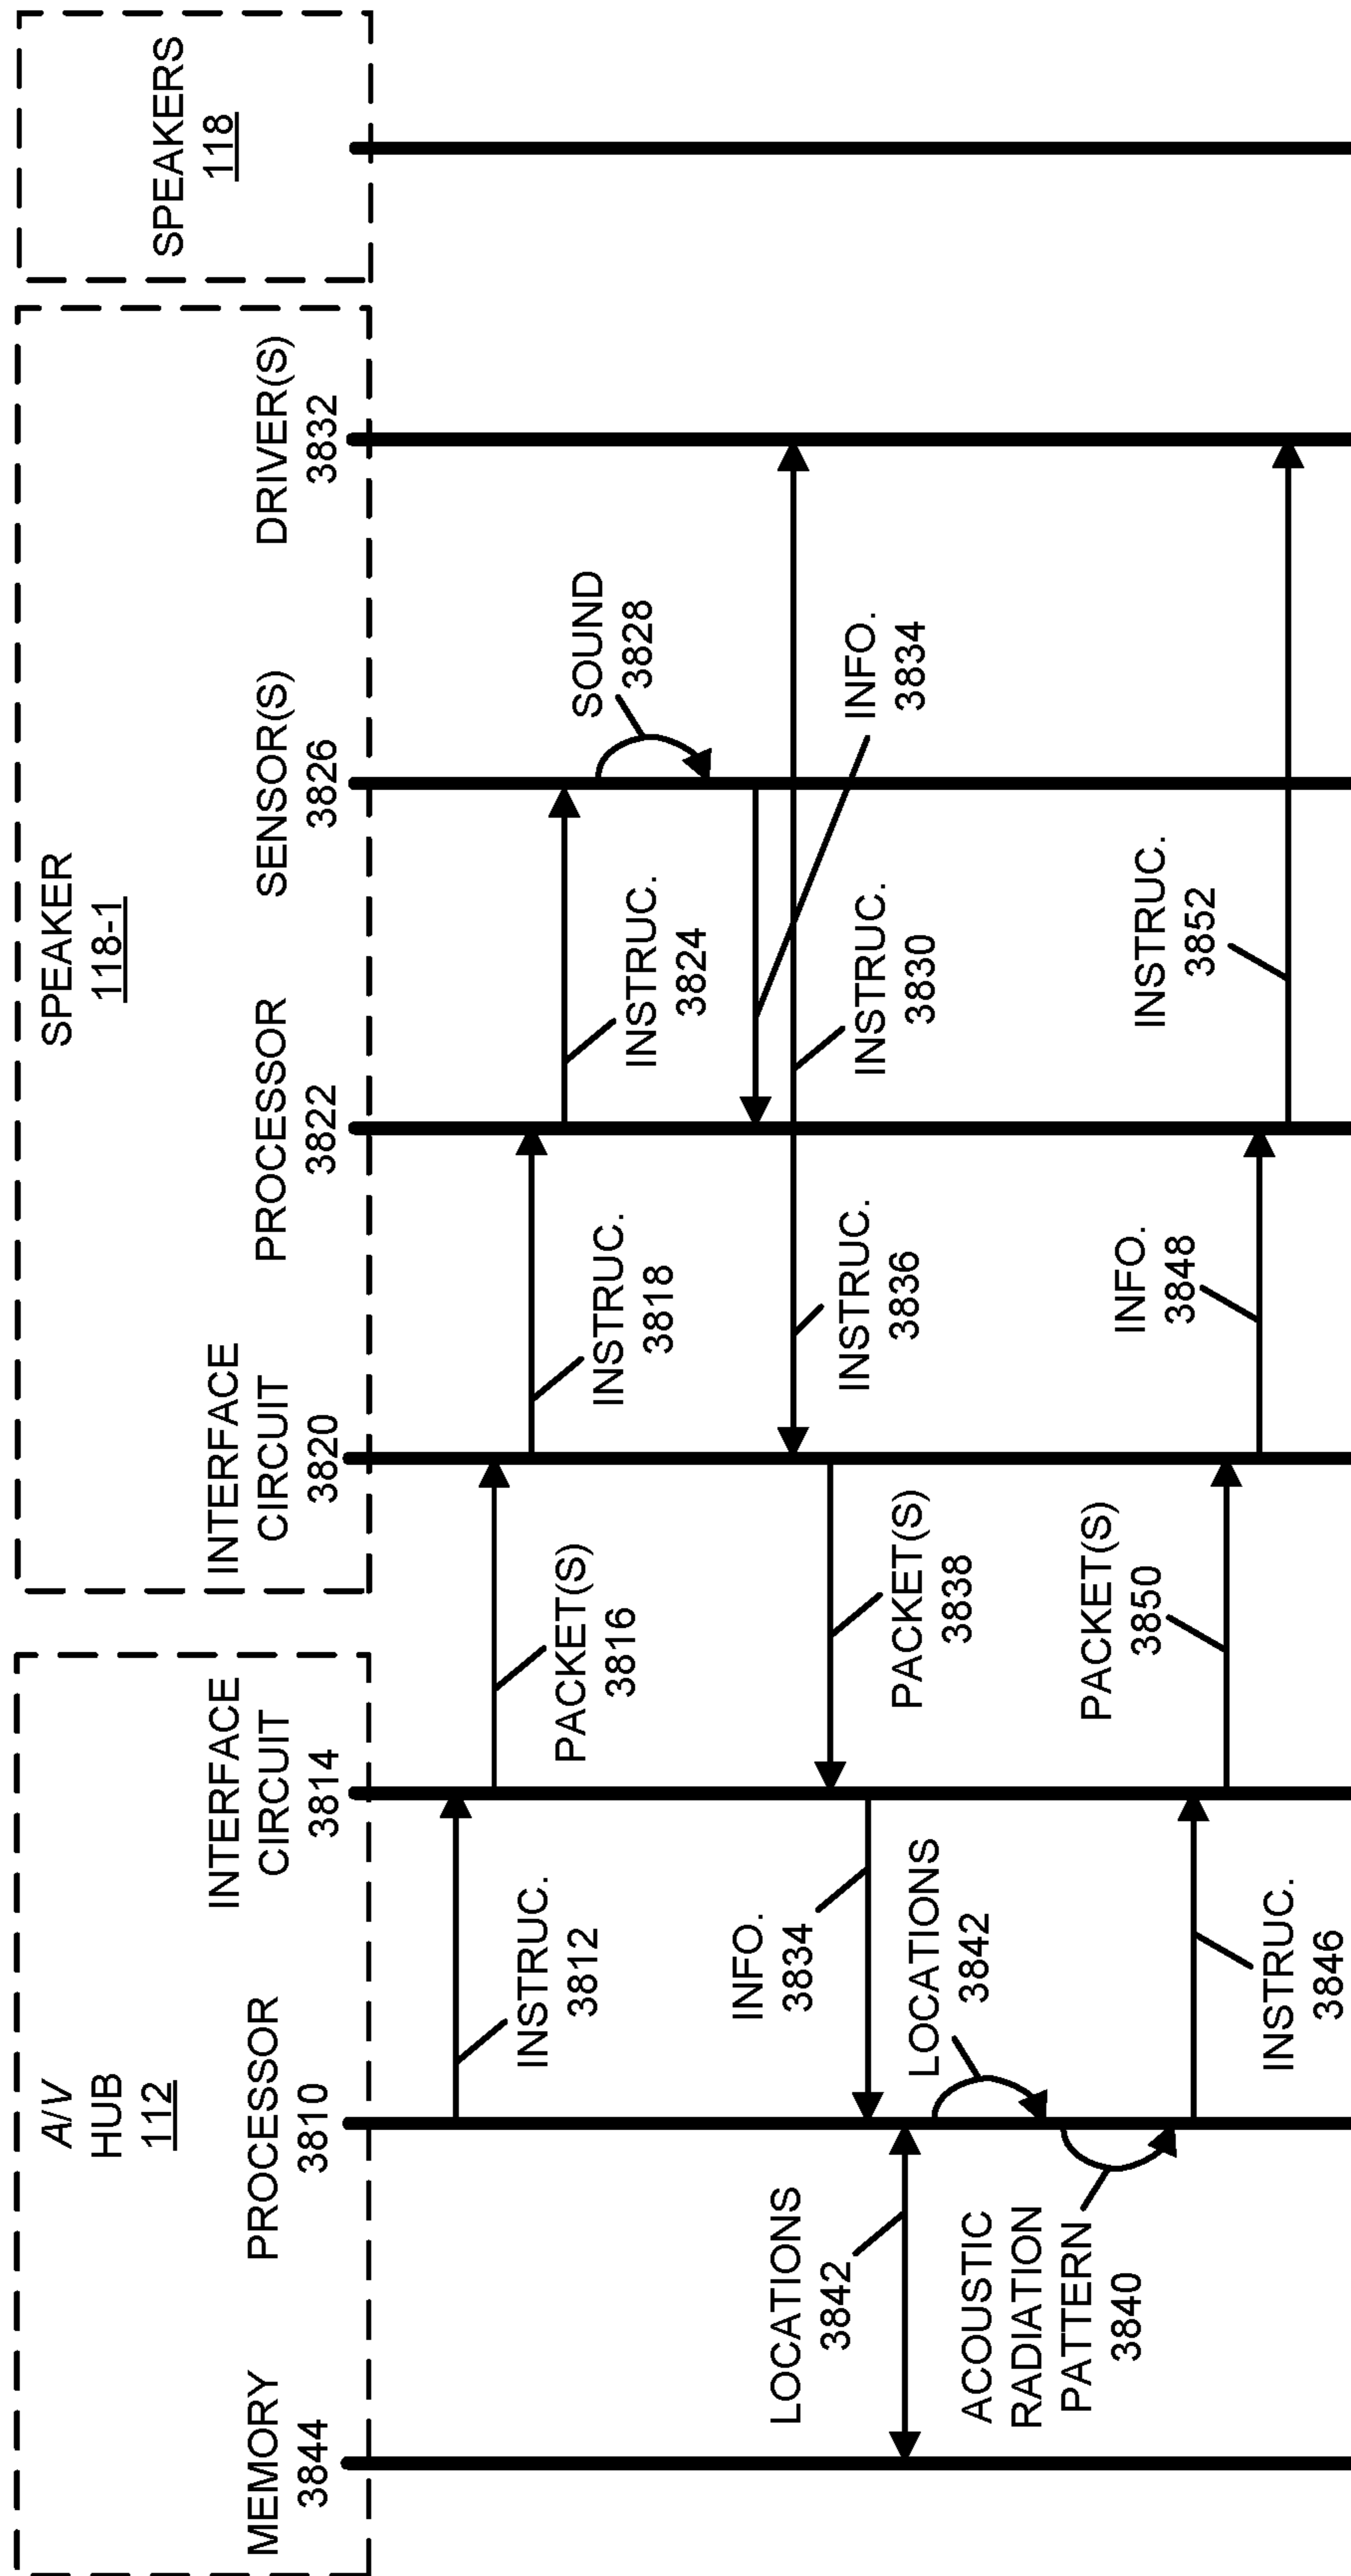 A/V
HUB
112
MEMORY
3844
PROCESSOR
3810
INTERFACE
CIRCUIT
3814
SPEAKER
118-1
INTERFACE
CIRCUIT
3820
PROCESSOR
3822
SENSOR(S)
3826
DRIVER(S)
3832
SPEAKERS
118
INSTRUC.
3812
PACKET(S)
3816
INSTRUC.
3818
INSTRUC.
3824
SOUND
3828
INFO.
3834
INSTRUC.
3830
INSTRUC.
3836
PACKET(S)
3838
INFO.
3834
LOCATIONS
3842
LOCATIONS
3842
ACOUSTIC
RADIATION
PATTERN
3840
INSTRUC.
3846
PACKET(S)
3850
INFO.
3848
INSTRUC.
3852